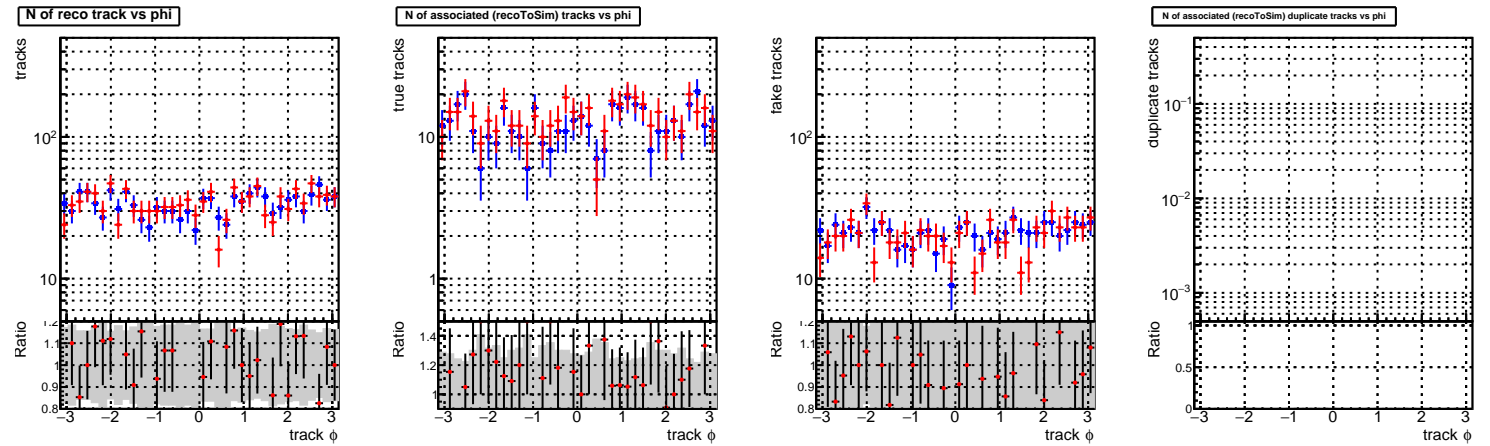 N of reco track vs phi
tracks
10²
10
Ratio
1.2
1.1
1
0.9
0.8
−3 −2 −1 0 1 2 3
track ϕ
N of associated (recoToSim) tracks vs phi
true tracks
10
1
Ratio
1.4
1.2
1
−3 −2 −1 0 1 2 3
track ϕ
fake tracks
10²
10
Ratio
1.2
1.1
1
0.9
0.8
−3 −2 −1 0 1 2 3
track ϕ
N of associated (recoToSim) duplicate tracks vs phi
duplicate tracks
10⁻¹
10⁻²
10⁻³
Ratio
1
0.5
0
−3 −2 −1 0 1 2 3
track ϕ